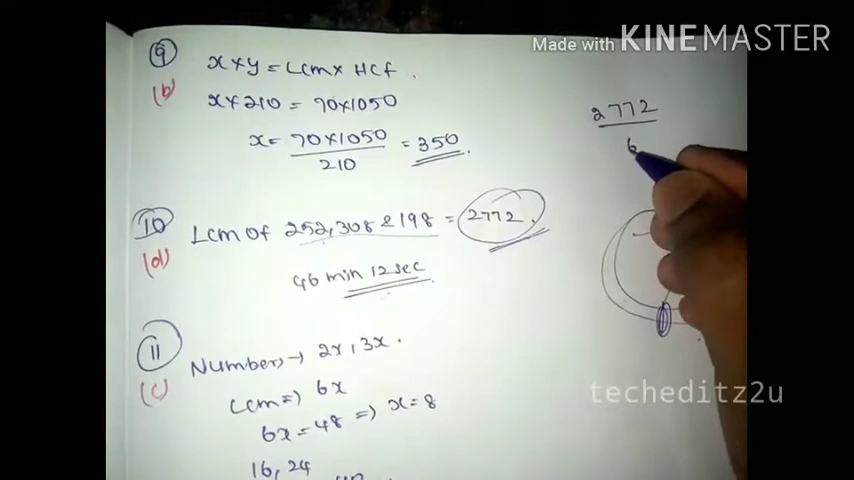 Made with KINEMASTER
9
(b)
x×y = Lcm× Hcf.
x×210 = 70×1050
x= 70×1050 / 210 = 350.
10
(d)
Lcm of 252,308 & 198 = 2772.
46 min 12 sec
11
(c)
Numbers→ 2x, 3x.
Lcm⇒ 6x
6x=48 ⇒ x=8
16, 24
2772
6
techeditz2u